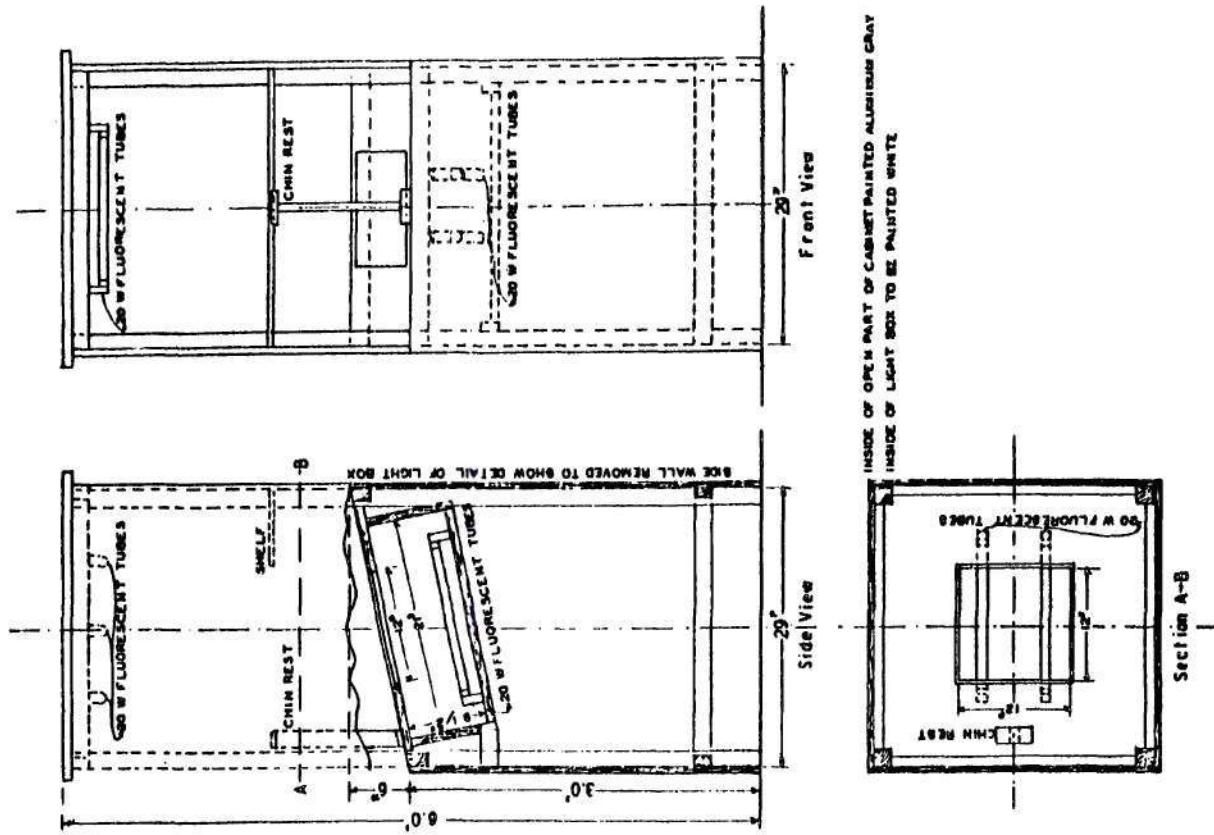 20 W FLUORESCENT TUBES
CHIN REST
20 W FLUORESCENT TUBES
29"
Front View
20 W FLUORESCENT TUBES
SHELF
CHIN REST
A
B
SIDE WALL REMOVED TO SHOW DETAIL OF LIGHT BOX
12"
21"
20 W FLUORESCENT TUBES
6"
3.0'
6.0'
29"
Side View
INSIDE OF OPEN PART OF CABINET PAINTED ALUMINUM GRAY
INSIDE OF LIGHT BOX TO BE PAINTED WHITE
20 W FLUORESCENT TUBES
CHIN REST
12"
12"
Section A-B